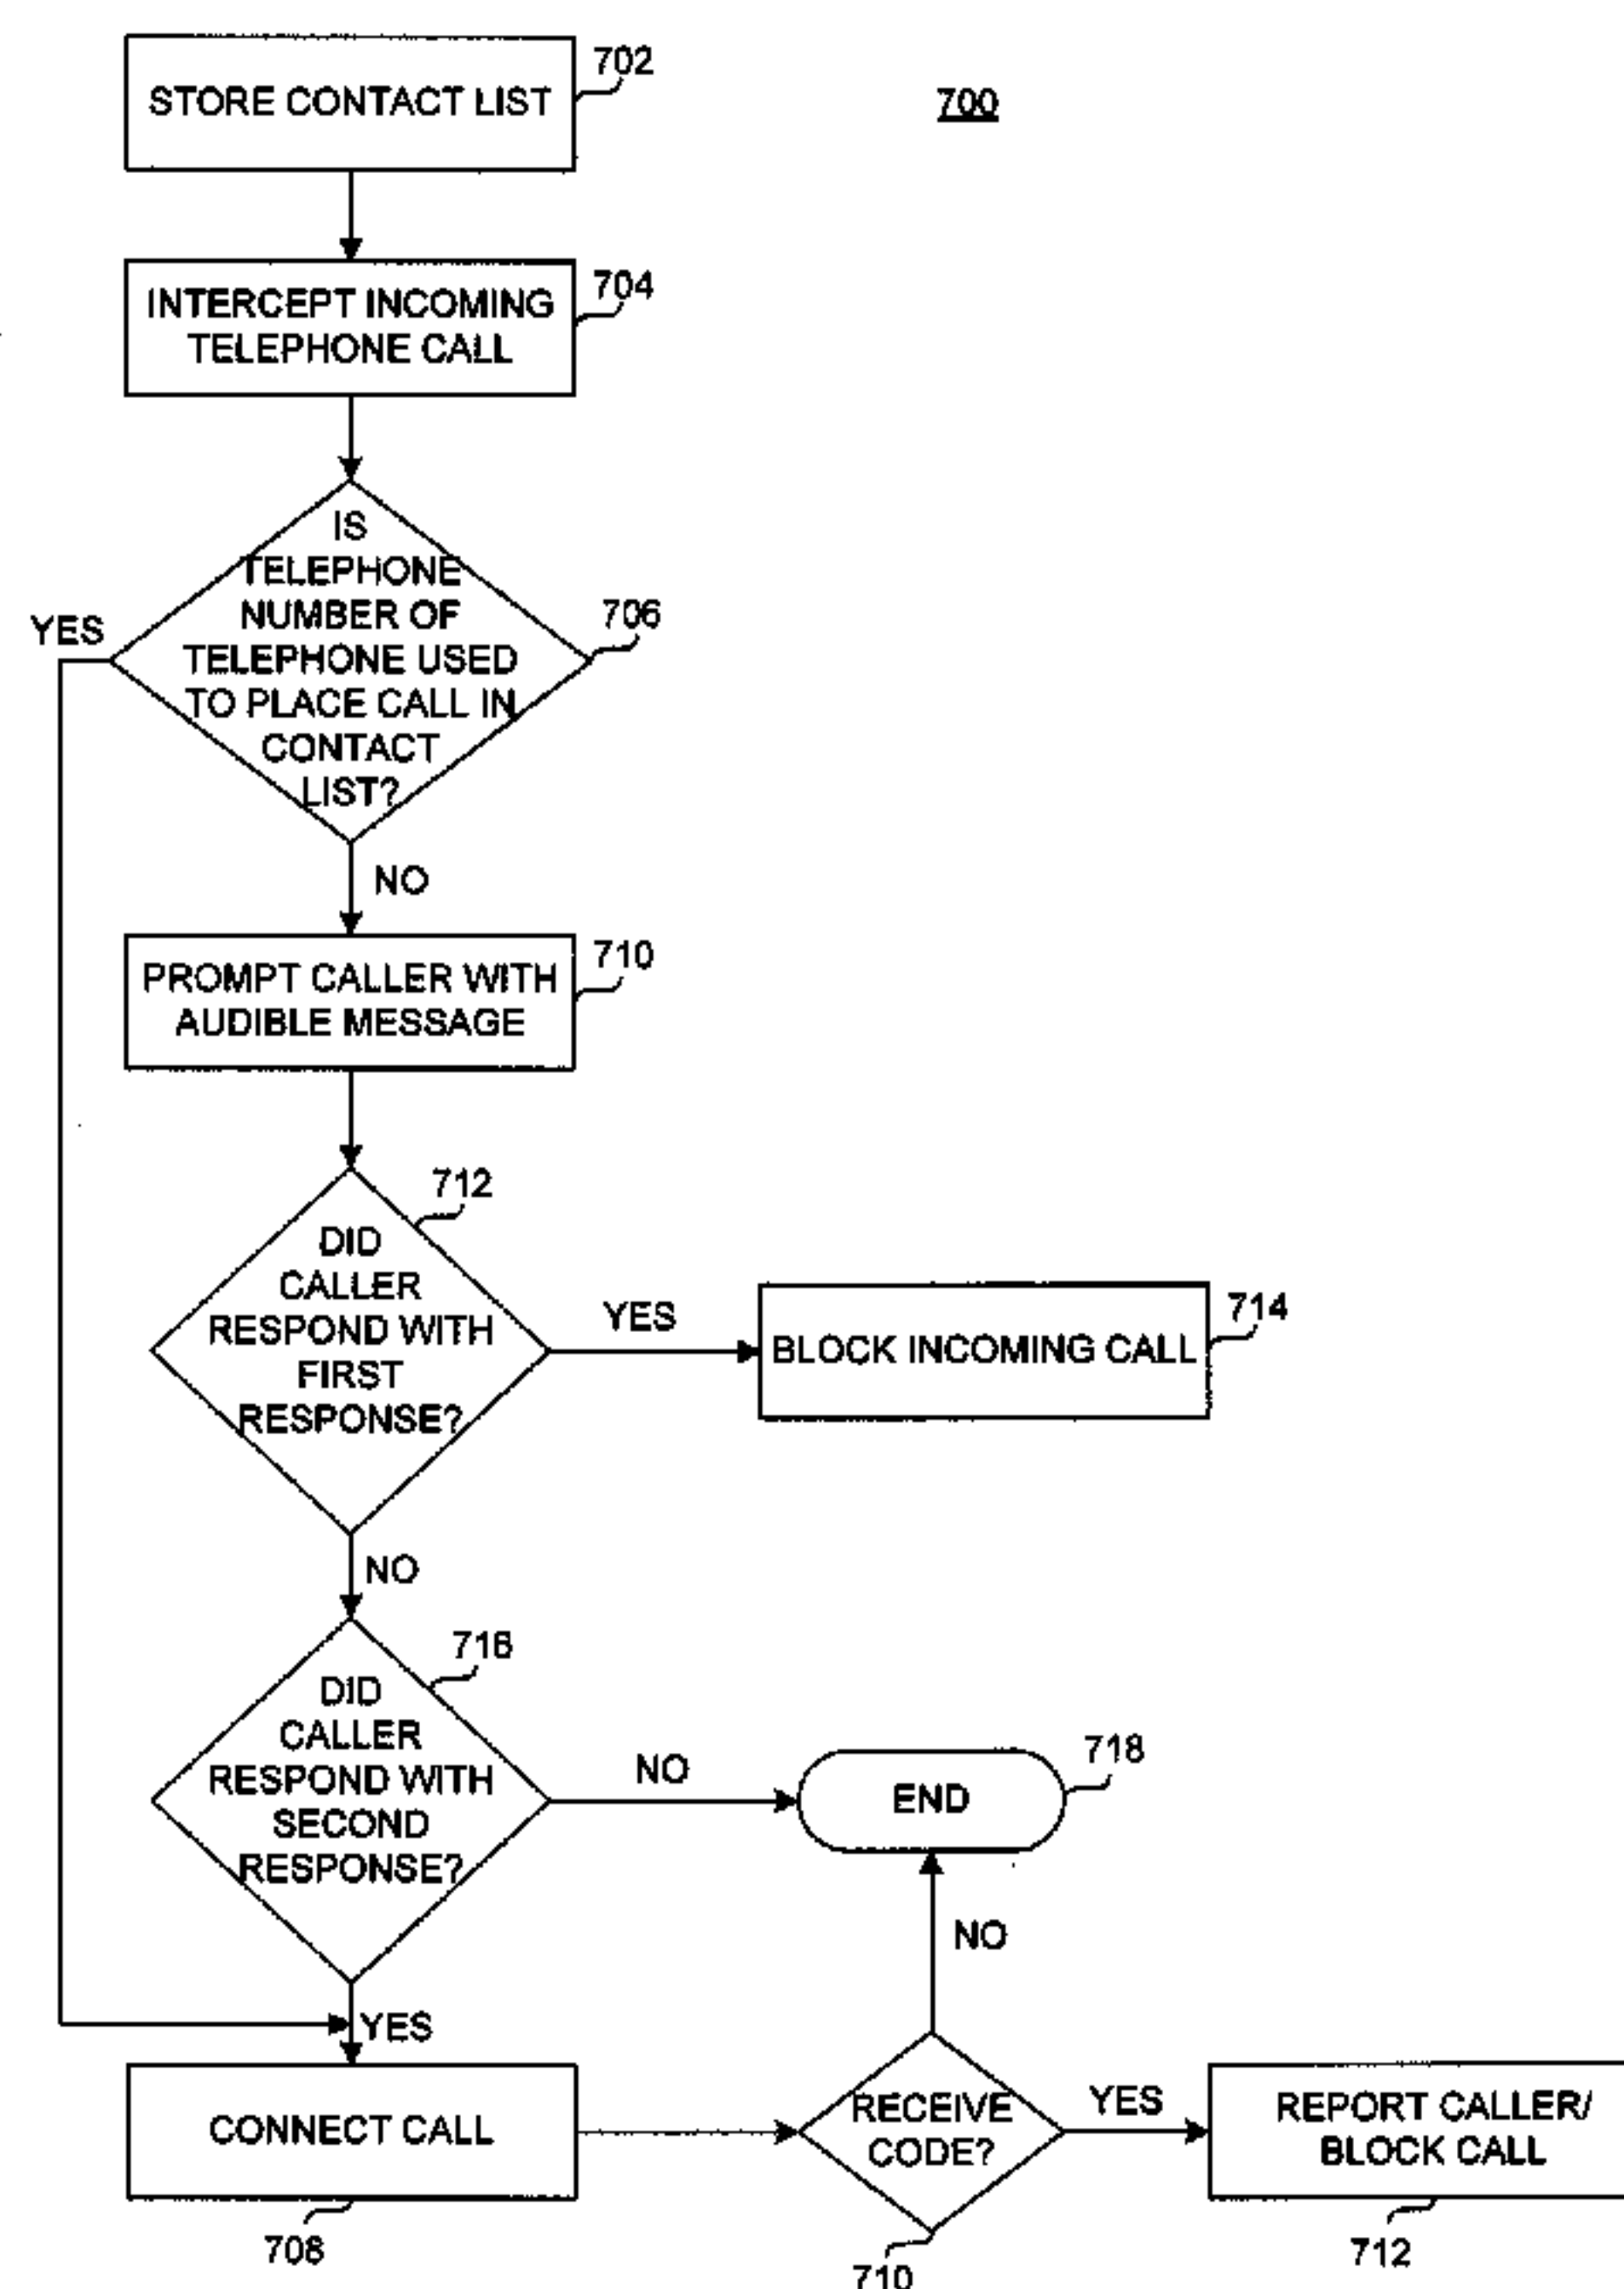 702
STORE CONTACT LIST
700
704
INTERCEPT INCOMING
TELEPHONE CALL
IS
TELEPHONE
NUMBER OF
TELEPHONE USED
TO PLACE CALL IN
CONTACT
LIST?
YES
706
NO
710
PROMPT CALLER WITH
AUDIBLE MESSAGE
712
DID
CALLER
RESPOND WITH
FIRST
RESPONSE?
YES
714
BLOCK INCOMING CALL
NO
716
DID
CALLER
RESPOND WITH
SECOND
RESPONSE?
NO
718
END
NO
YES
CONNECT CALL
708
RECEIVE
CODE?
710
YES
REPORT CALLER/
BLOCK CALL
712